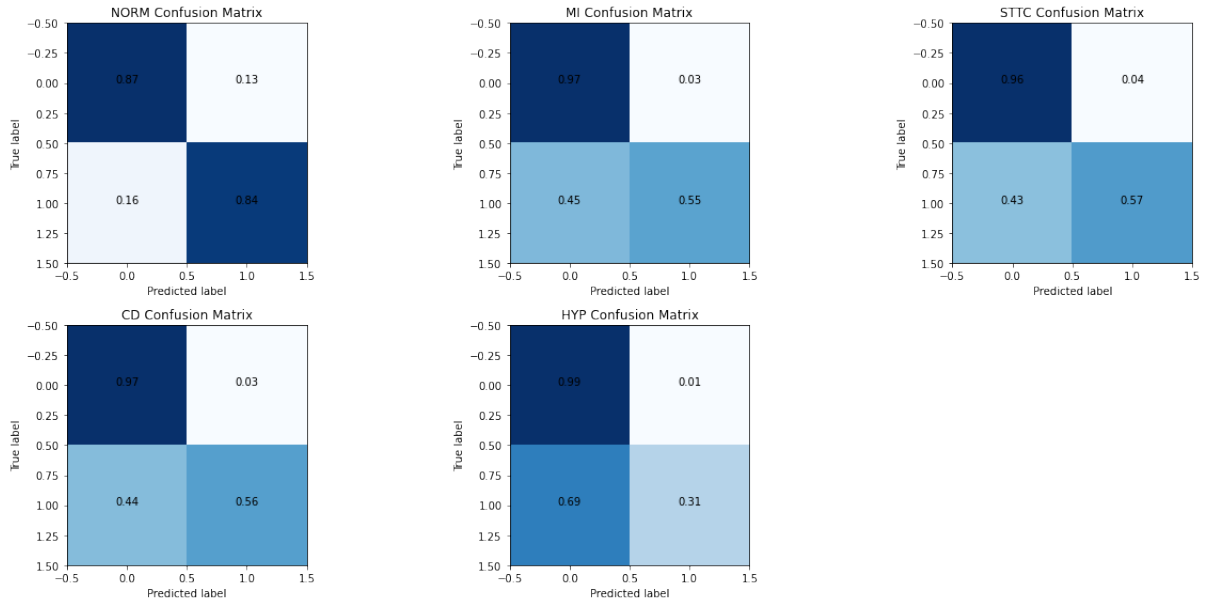 NORM Confusion Matrix
−0.50
−0.25
0.00
0.25
0.50
0.75
1.00
1.25
1.50
True label
0.87 0.13
0.16 0.84
−0.5 0.0 0.5 1.0 1.5
Predicted label
MI Confusion Matrix
−0.50
−0.25
0.00
0.25
0.50
0.75
1.00
1.25
1.50
True label
0.97 0.03
0.45 0.55
−0.5 0.0 0.5 1.0 1.5
Predicted label
STTC Confusion Matrix
−0.50
−0.25
0.00
0.25
0.50
0.75
1.00
1.25
1.50
True label
0.96 0.04
0.43 0.57
−0.5 0.0 0.5 1.0 1.5
Predicted label
CD Confusion Matrix
−0.50
−0.25
0.00
0.25
0.50
0.75
1.00
1.25
1.50
True label
0.97 0.03
0.44 0.56
−0.5 0.0 0.5 1.0 1.5
Predicted label
HYP Confusion Matrix
−0.50
−0.25
0.00
0.25
0.50
0.75
1.00
1.25
1.50
True label
0.99 0.01
0.69 0.31
−0.5 0.0 0.5 1.0 1.5
Predicted label